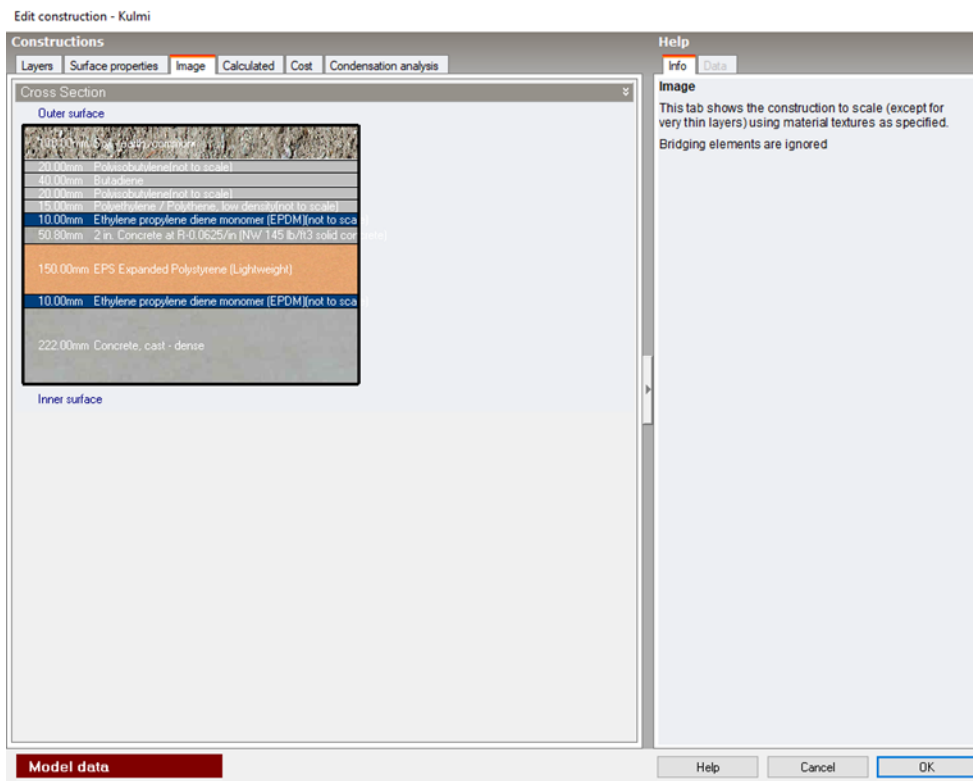 Edit construction - Kulmi
Constructions
Layers Surface properties Image Calculated Cost Condensation analysis
Cross Section
Outer surface
20.00mm Polyisobutylene(not to scale)
40.00mm Butadiene
20.00mm Polyisobutylene(not to scale)
15.00mm Polyethylene / Polythene, low density(not to scale)
10.00mm Ethylene propylene diene monomer (EPDM)(not to scale)
50.80mm 2 in. Concrete at R-0.0625/in (NW 145 lb/ft3 solid concrete)
150.00mm EPS Expanded Polystyrene (Lightweight)
10.00mm Ethylene propylene diene monomer (EPDM)(not to scale)
222.00mm Concrete, cast - dense
Inner surface
Help
Info Data
Image
This tab shows the construction to scale (except for
very thin layers) using material textures as specified.
Bridging elements are ignored
Model data
Help Cancel OK